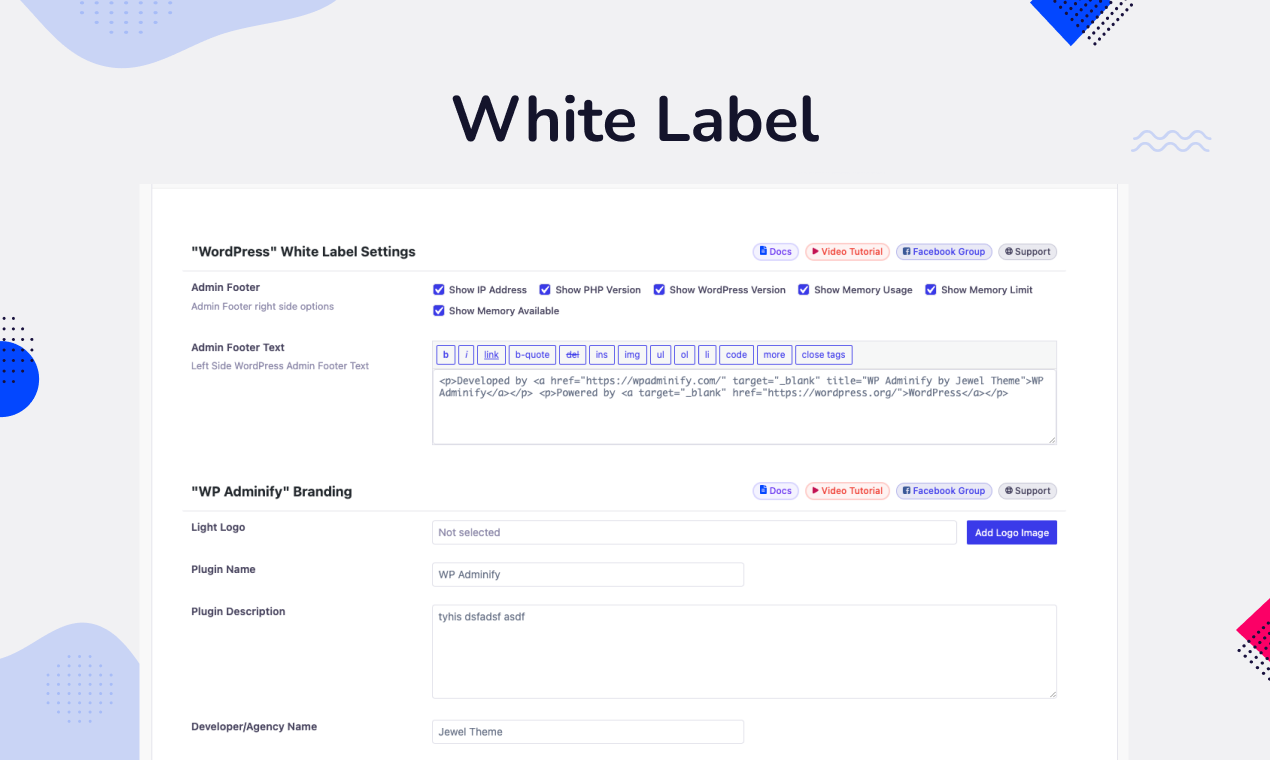 White Label
"WordPress" White Label Settings
Docs Video Tutorial Facebook Group Support
Admin Footer
Admin Footer right side options
Show IP Address Show PHP Version Show WordPress Version Show Memory Usage Show Memory Limit
Show Memory Available
Admin Footer Text
Left Side WordPress Admin Footer Text
b i link b-quote del ins img ul ol li code more close tags
<p>Developed by <a href="https://wpadminify.com/" target="_blank" title="WP Adminify by Jewel Theme">WP
Adminify</a></p> <p>Powered by <a target="_blank" href="https://wordpress.org/">WordPress</a></p>
"WP Adminify" Branding
Docs Video Tutorial Facebook Group Support
Light Logo
Not selected
Add Logo Image
Plugin Name
WP Adminify
Plugin Description
tyhis dsfadsf asdf
Developer/Agency Name
Jewel Theme